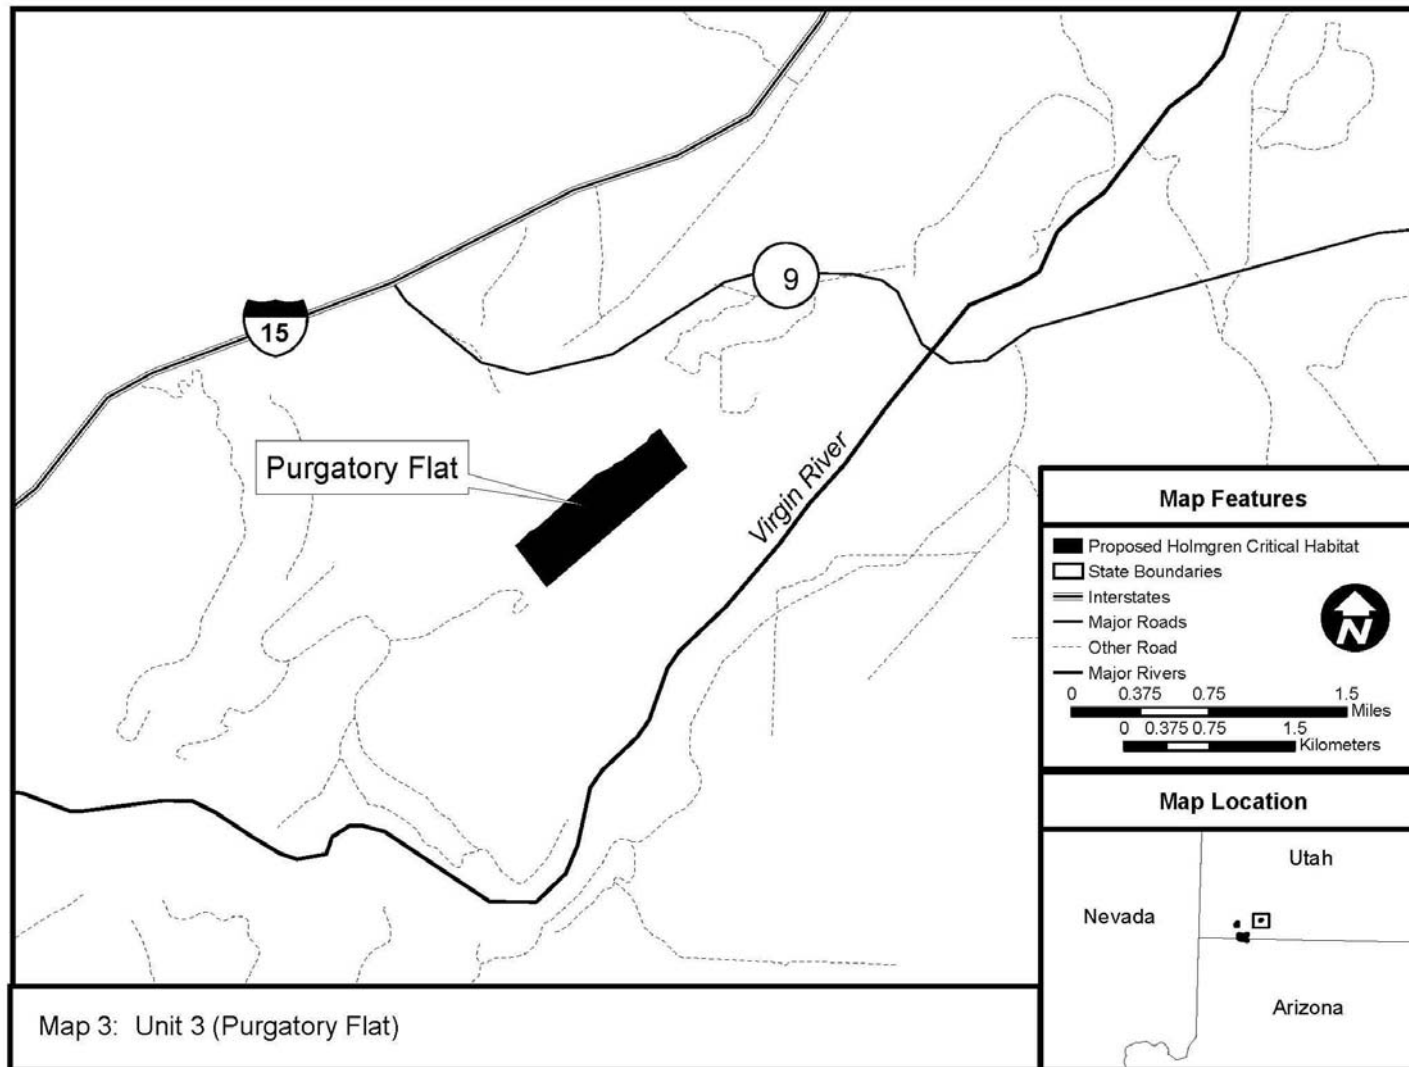 9
15
Purgatory Flat
Virgin River
Map Features
Proposed Holmgren Critical Habitat
State Boundaries
Interstates
Major Roads
Other Road
Major Rivers
N
0 0.375 0.75 1.5
Miles
0 0.375 0.75 1.5
Kilometers
Map Location
Utah
Nevada
Arizona
Map 3: Unit 3 (Purgatory Flat)